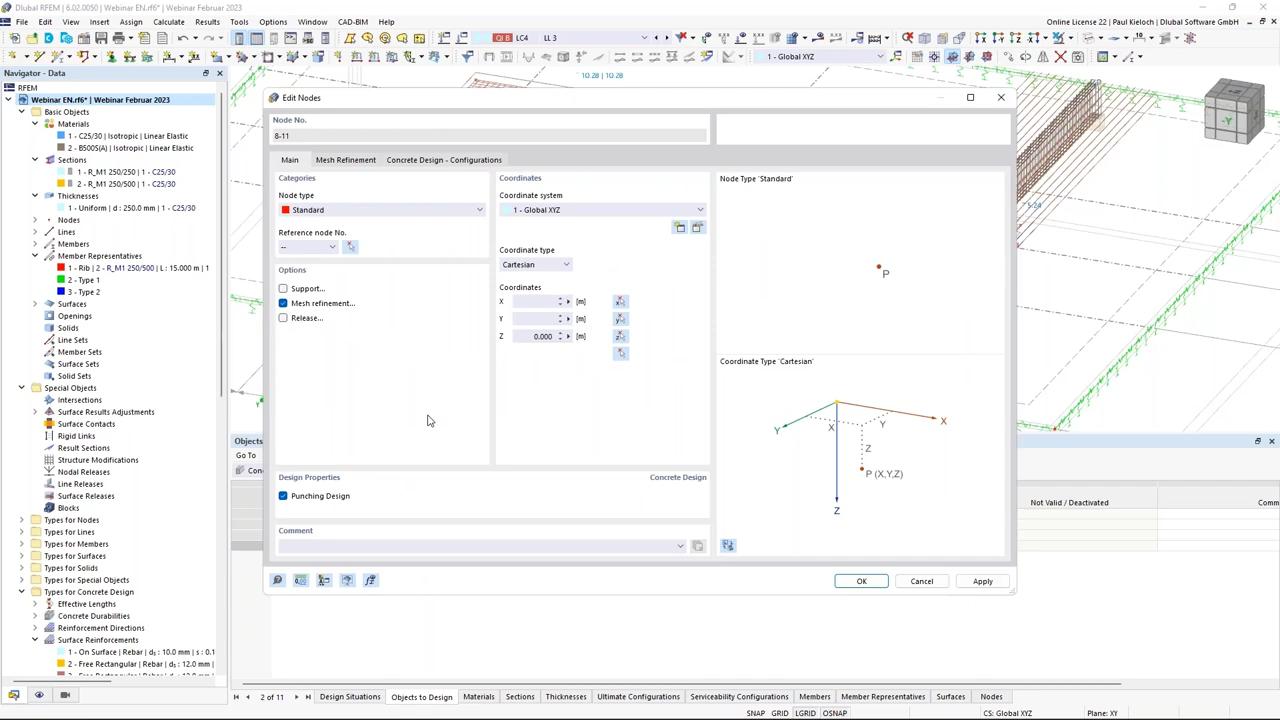 Dlubal RFEM | 6.02.0050 | Webinar EN.rf6* | Webinar Februar 2023
File Edit View Insert Assign Calculate Results Tools Options Window CAD-BIM Help
Online License 22 | Paul Kieloch | Dlubal Software GmbH
Ql B LC4 LL 3
1 - Global XYZ
Navigator - Data
RFEM
Webinar EN.rf6* | Webinar Februar 2023
Basic Objects
Materials
1 - C25/30 | Isotropic | Linear Elastic
2 - B500S(A) | Isotropic | Linear Elastic
Sections
1 - R_M1 250/250 | 1 - C25/30
2 - R_M1 250/500 | 1 - C25/30
Thicknesses
1 - Uniform | d : 250.0 mm | 1 - C25/30
Nodes
Lines
Members
Member Representatives
1 - Rib | 2 - R_M1 250/500 | L : 15.000 m | 1
2 - Type 1
3 - Type 2
Surfaces
Openings
Solids
Line Sets
Member Sets
Surface Sets
Solid Sets
Special Objects
Intersections
Surface Results Adjustments
Surface Contacts
Rigid Links
Result Sections
Structure Modifications
Nodal Releases
Line Releases
Surface Releases
Blocks
Types for Nodes
Types for Lines
Types for Members
Types for Surfaces
Types for Solids
Types for Special Objects
Types for Concrete Design
Effective Lengths
Concrete Durabilities
Reinforcement Directions
Surface Reinforcements
1 - On Surface | Rebar | ds : 10.0 mm | s : 0.1
2 - Free Rectangular | Rebar | ds : 12.0 mm |
10.28 | 10.28
5.24
-Y
Edit Nodes
Node No.
8-11
Main Mesh Refinement Concrete Design - Configurations
Categories
Node type
Standard
Reference node No.
--
Options
Support...
Mesh refinement...
Release...
Coordinates
Coordinate system
1 - Global XYZ
Coordinate type
Cartesian
Coordinates
X [m]
Y [m]
Z 0.000 [m]
Design Properties Concrete Design
Punching Design
Comment
Node Type 'Standard'
P
Coordinate Type 'Cartesian'
Y X Y X
Z
P (X,Y,Z)
Z
OK Cancel Apply
Objects
Go To
Not Valid / Deactivated
2 of 11
Design Situations Objects to Design Materials Sections Thicknesses Ultimate Configurations Serviceability Configurations Members Member Representatives Surfaces Nodes
SNAP GRID LGRID OSNAP CS: Global XYZ Plane: XY